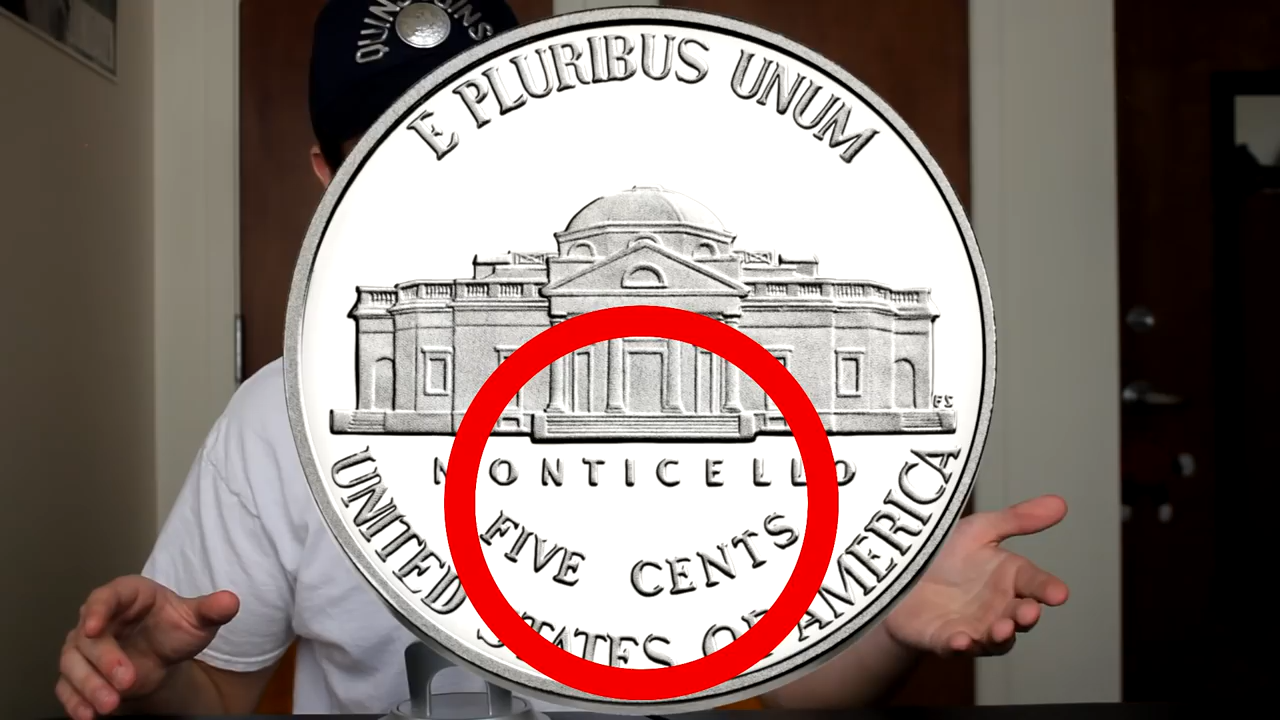 E PLURIBUS UNUM
FS
MONTICELLO
FIVE CENTS
UNITED STATES OF AMERICA